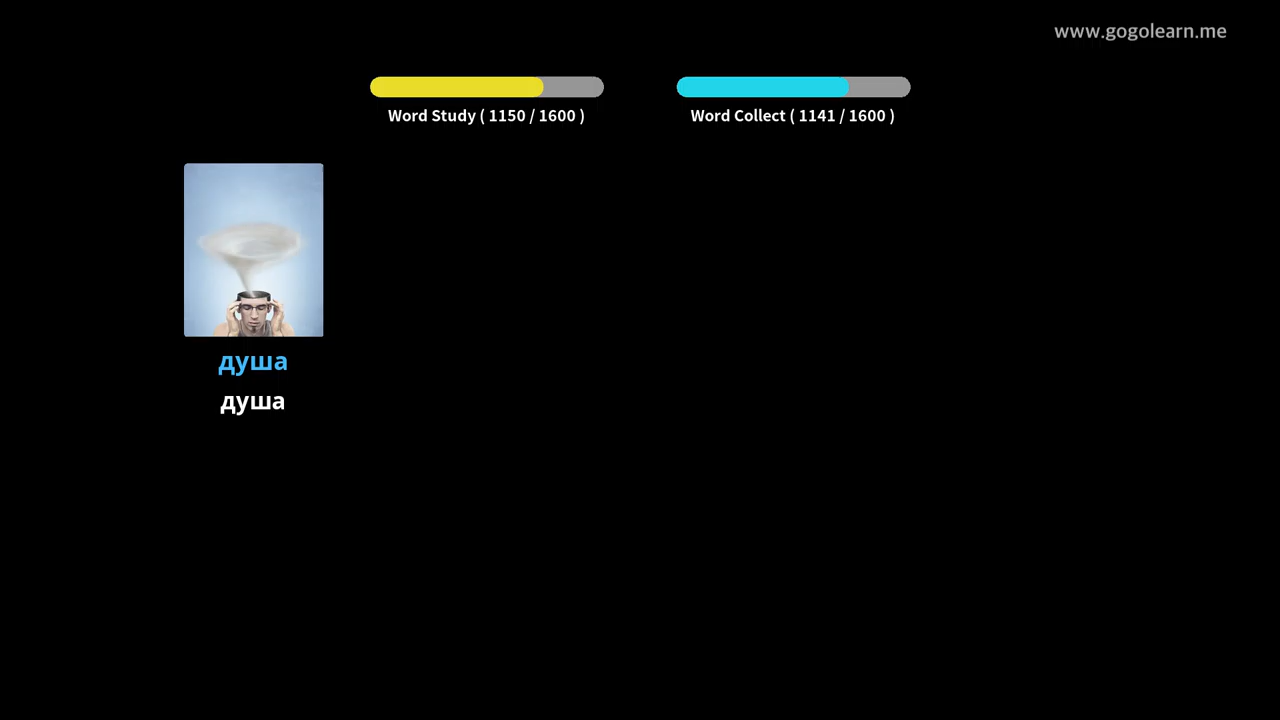 www.gogolearn.me
Word Study ( 1150 / 1600 )
Word Collect ( 1141 / 1600 )
душа
душа